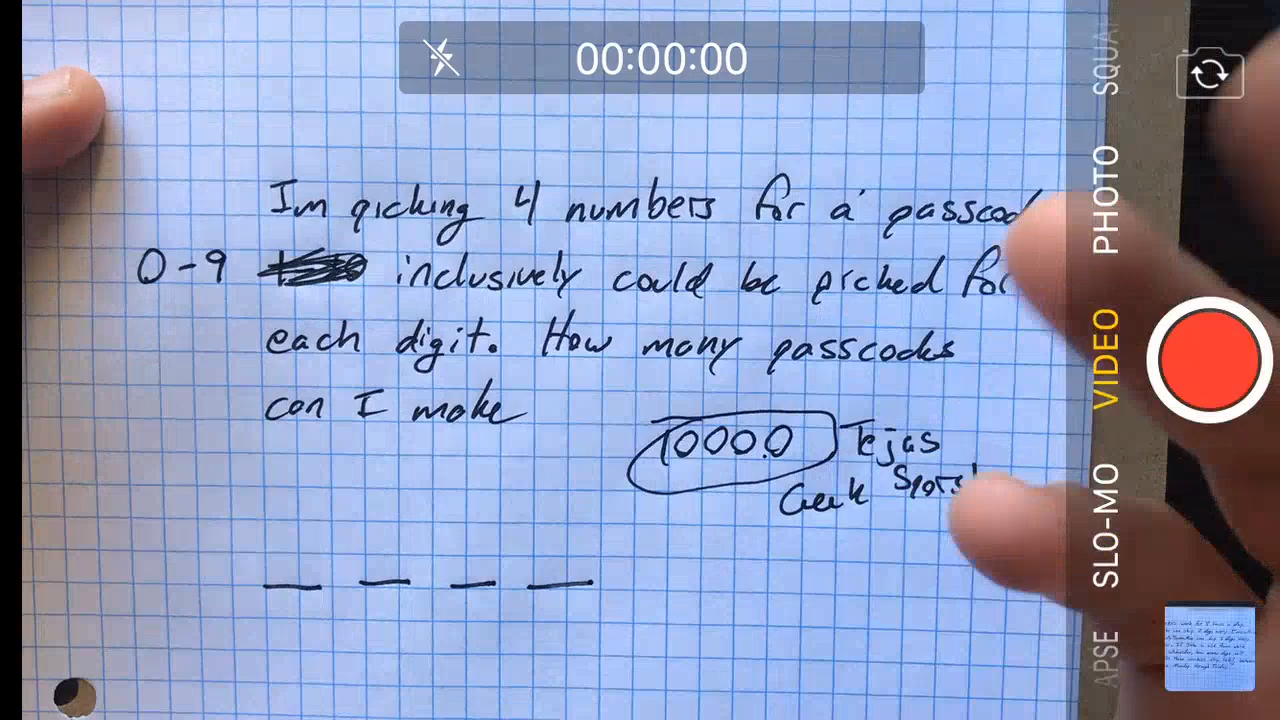 00:00:00
Im picking 4 numbers for a passcod
0-9 inclusively could be picked for
each digit. How many passcodes
can I make
10000 Tejas
Geek
SQUA
PHOTO
VIDEO
SLO-MO
APSE